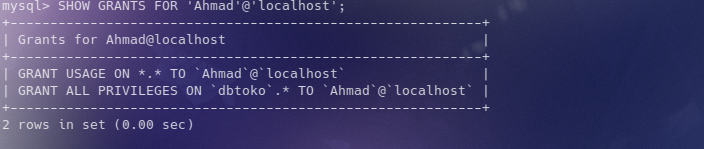 mysql> SHOW GRANTS FOR 'Ahmad'@'localhost';
+-----------------------------------------------------------+
| Grants for Ahmad@localhost                                |
+-----------------------------------------------------------+
| GRANT USAGE ON *.* TO `Ahmad`@`localhost`                 |
| GRANT ALL PRIVILEGES ON `dbtoko`.* TO `Ahmad`@`localhost` |
+-----------------------------------------------------------+
2 rows in set (0.00 sec)